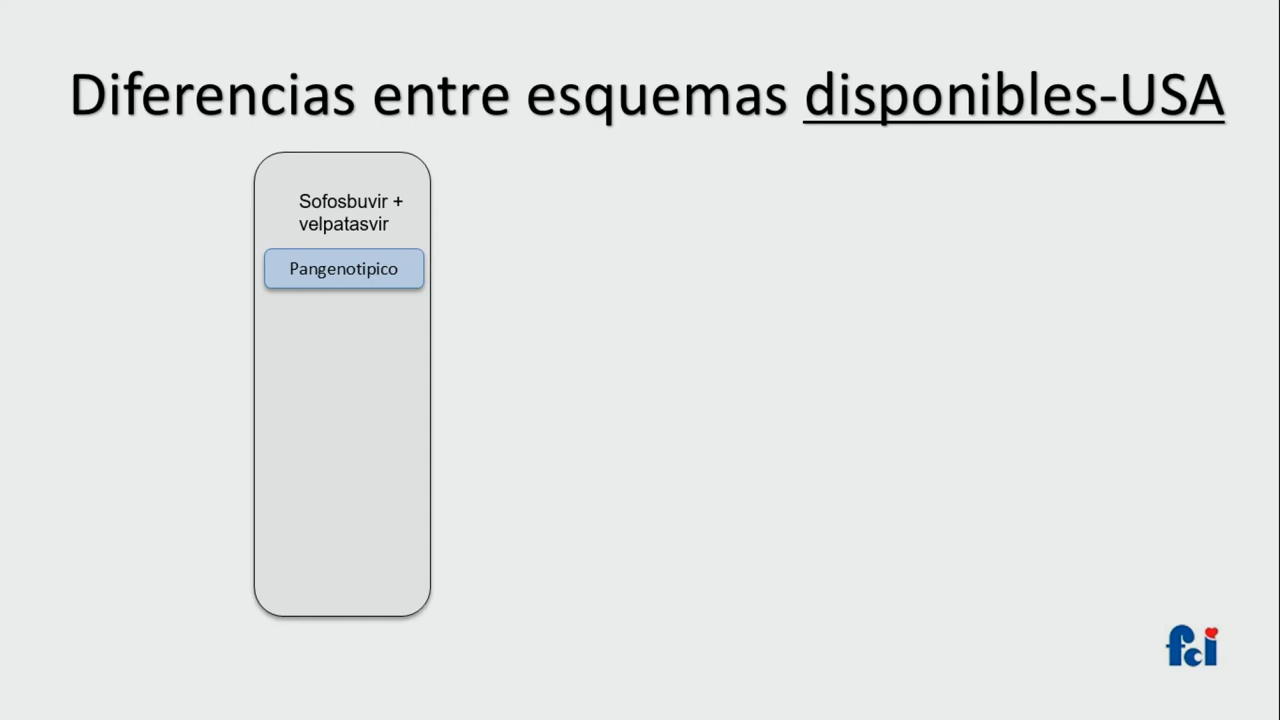 Diferencias entre esquemas disponibles-USA
Sofosbuvir +
velpatasvir
Pangenotipico
fci